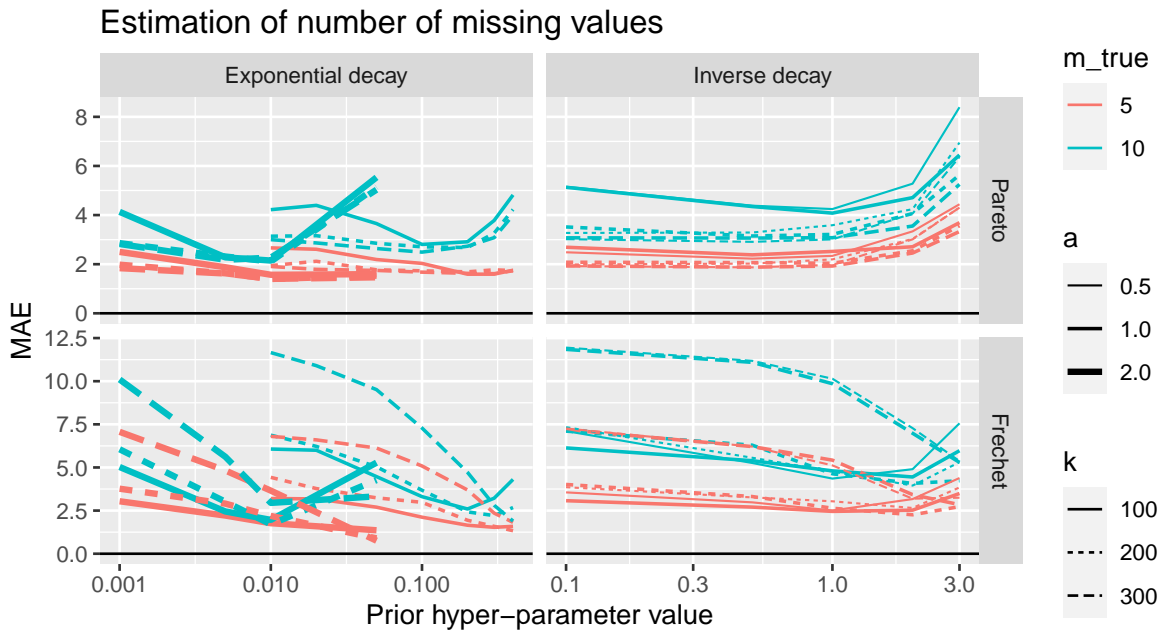 Estimation of number of missing values
Exponential decay
Inverse decay
8
6
4
2
0
Pareto
12.5
10.0
7.5
5.0
2.5
0.0
Frechet
MAE
0.001
0.010
0.100
0.1
0.3
1.0
3.0
Prior hyper−parameter value
m_true
5
10
a
0.5
1.0
2.0
k
100
200
300